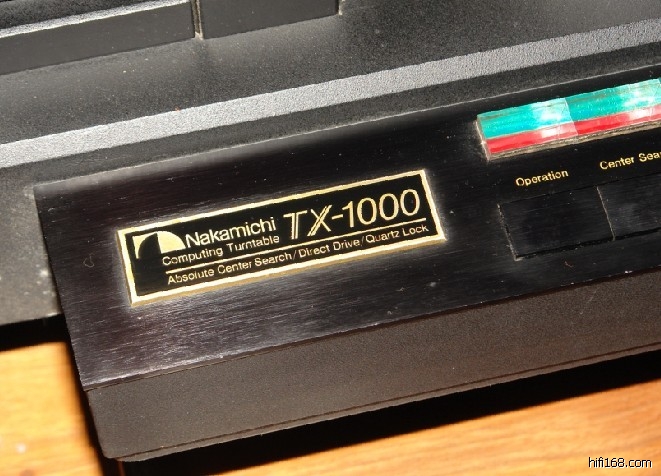 Nakamichi TX-1000
Computing Turntable
Absolute Center Search/Direct Drive/Quartz Lock
Operation
Center Sea
hifi168.com